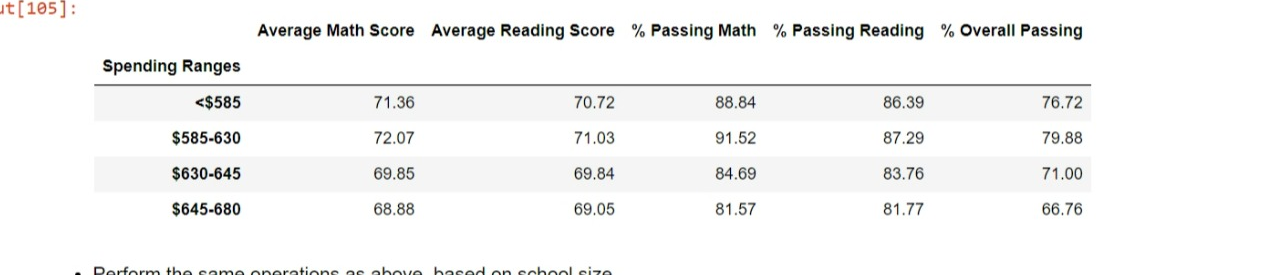 ut[105]:
Average Math Score Average Reading Score % Passing Math % Passing Reading % Overall Passing
Spending Ranges
<$585 71.36 70.72 88.84 86.39 76.72
$585-630 72.07 71.03 91.52 87.29 79.88
$630-645 69.85 69.84 84.69 83.76 71.00
$645-680 68.88 69.05 81.57 81.77 66.76
• Perform the same operations as above, based on school size.